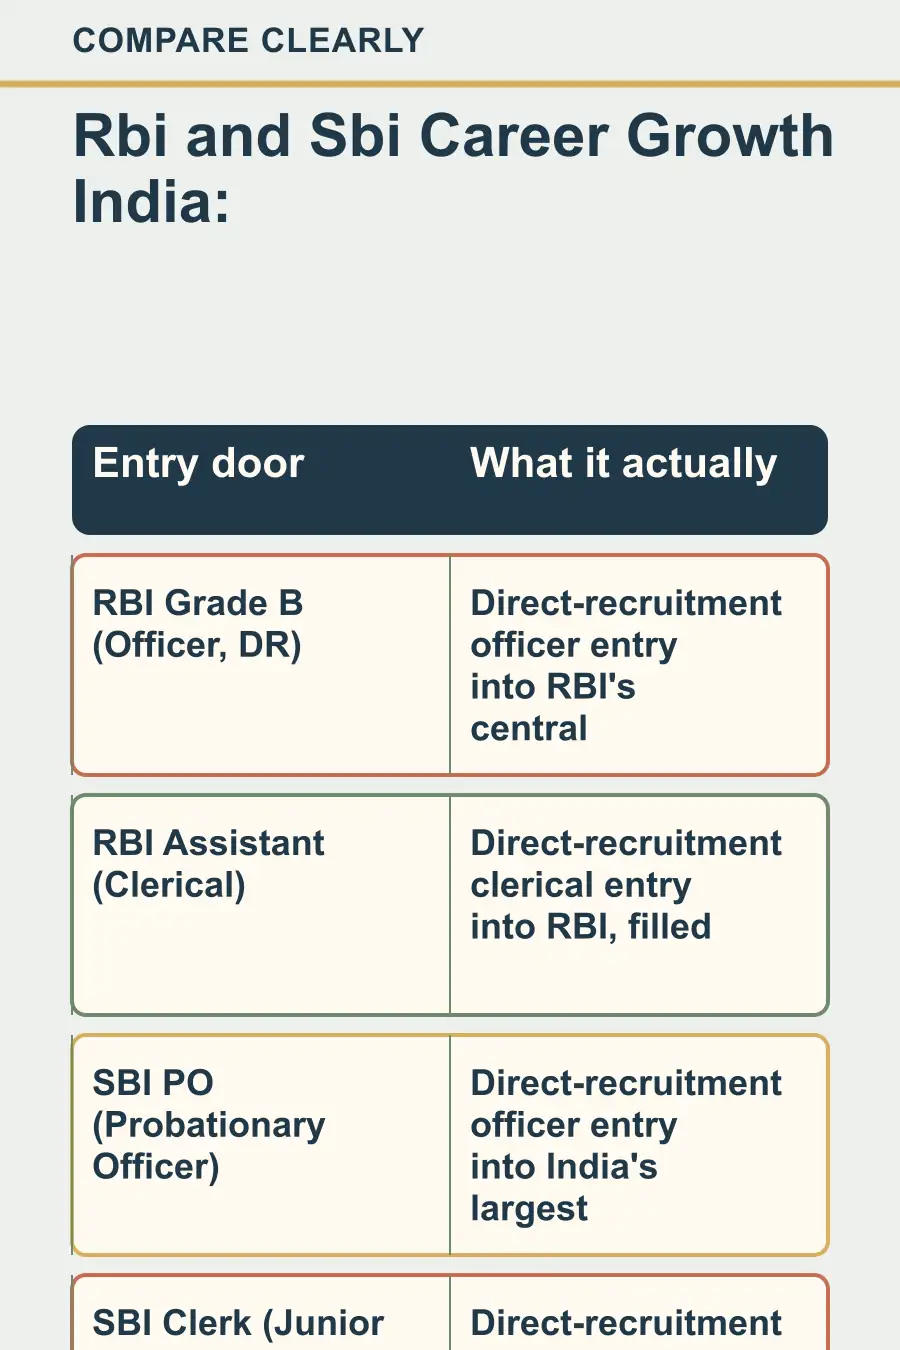 COMPARE CLEARLY
Rbi and Sbi Career Growth
India:
Entry door
What it actually
RBI Grade B
(Officer, DR)
Direct-recruitment
officer entry
into RBI's
central
RBI Assistant
(Clerical)
Direct-recruitment
clerical entry
into RBI, filled
SBI PO
(Probationary
Officer)
Direct-recruitment
officer entry
into India's
largest
SBI Clerk (Junior
Direct-recruitment